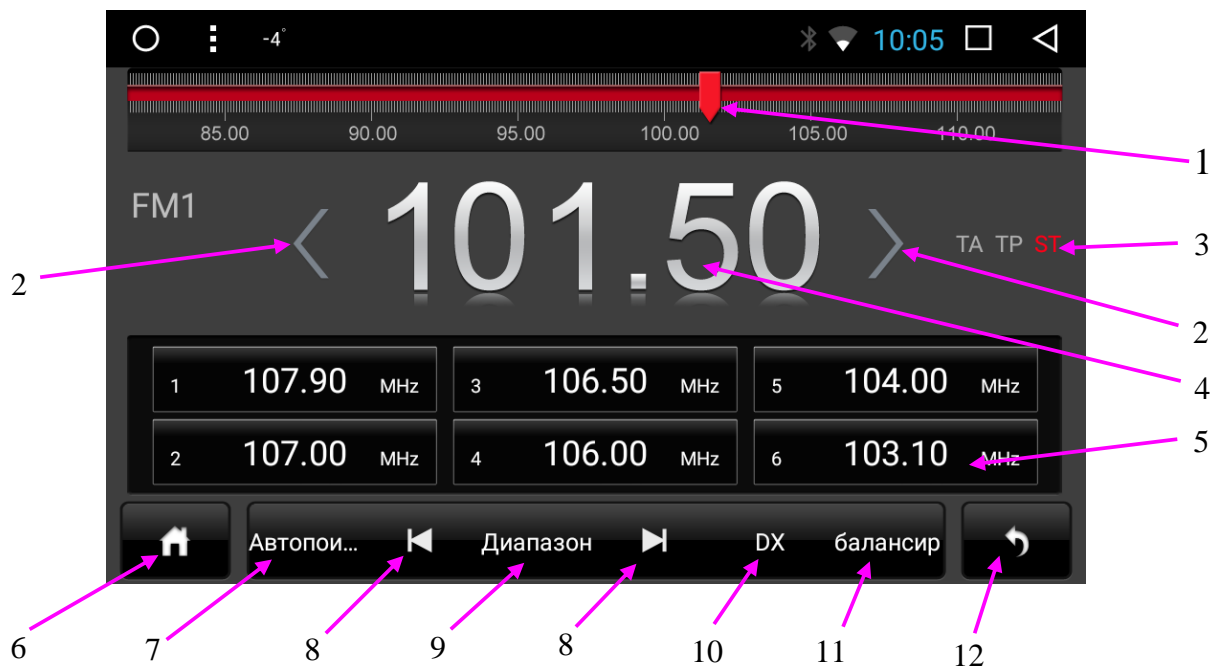 -4° 10:05
85.00 90.00 95.00 100.00 105.00 110.00
1
FM1 101.50 TA TP ST 3
2
2
1 107.90 MHz 3 106.50 MHz 5 104.00 MHz 4
2 107.00 MHz 4 106.00 MHz 6 103.10 MHz 5
Автопои... Диапазон DX балансир
6 7 8 9 8 10 11 12